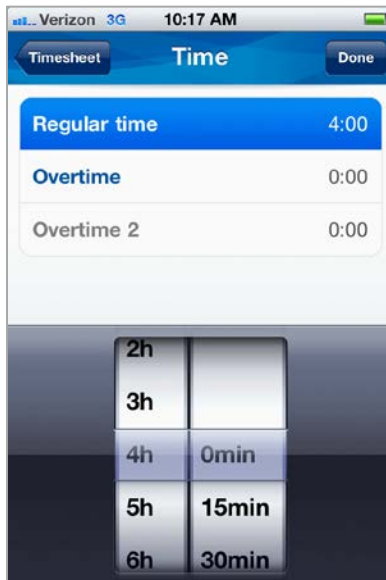 Verizon 3G 10:17 AM
Timesheet Time Done
Regular time 4:00
Overtime 0:00
Overtime 2 0:00
2h
3h
4h 0min
5h 15min
6h 30min